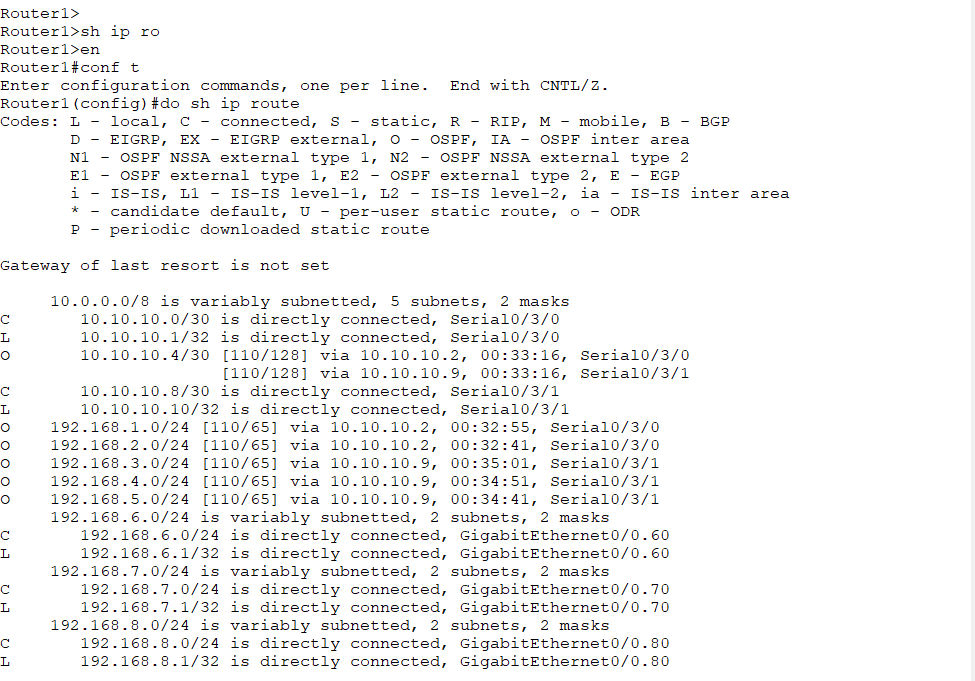 Router1>
Router1>sh ip ro
Router1>en
Router1#conf t
Enter configuration commands, one per line.  End with CNTL/Z.
Router1(config)#do sh ip route
Codes: L - local, C - connected, S - static, R - RIP, M - mobile, B - BGP
       D - EIGRP, EX - EIGRP external, O - OSPF, IA - OSPF inter area
       N1 - OSPF NSSA external type 1, N2 - OSPF NSSA external type 2
       E1 - OSPF external type 1, E2 - OSPF external type 2, E - EGP
       i - IS-IS, L1 - IS-IS level-1, L2 - IS-IS level-2, ia - IS-IS inter area
       * - candidate default, U - per-user static route, o - ODR
       P - periodic downloaded static route

Gateway of last resort is not set

     10.0.0.0/8 is variably subnetted, 5 subnets, 2 masks
C       10.10.10.0/30 is directly connected, Serial0/3/0
L       10.10.10.1/32 is directly connected, Serial0/3/0
O       10.10.10.4/30 [110/128] via 10.10.10.2, 00:33:16, Serial0/3/0
                      [110/128] via 10.10.10.9, 00:33:16, Serial0/3/1
C       10.10.10.8/30 is directly connected, Serial0/3/1
L       10.10.10.10/32 is directly connected, Serial0/3/1
O    192.168.1.0/24 [110/65] via 10.10.10.2, 00:32:55, Serial0/3/0
O    192.168.2.0/24 [110/65] via 10.10.10.2, 00:32:41, Serial0/3/0
O    192.168.3.0/24 [110/65] via 10.10.10.9, 00:35:01, Serial0/3/1
O    192.168.4.0/24 [110/65] via 10.10.10.9, 00:34:51, Serial0/3/1
O    192.168.5.0/24 [110/65] via 10.10.10.9, 00:34:41, Serial0/3/1
     192.168.6.0/24 is variably subnetted, 2 subnets, 2 masks
C       192.168.6.0/24 is directly connected, GigabitEthernet0/0.60
L       192.168.6.1/32 is directly connected, GigabitEthernet0/0.60
     192.168.7.0/24 is variably subnetted, 2 subnets, 2 masks
C       192.168.7.0/24 is directly connected, GigabitEthernet0/0.70
L       192.168.7.1/32 is directly connected, GigabitEthernet0/0.70
     192.168.8.0/24 is variably subnetted, 2 subnets, 2 masks
C       192.168.8.0/24 is directly connected, GigabitEthernet0/0.80
L       192.168.8.1/32 is directly connected, GigabitEthernet0/0.80